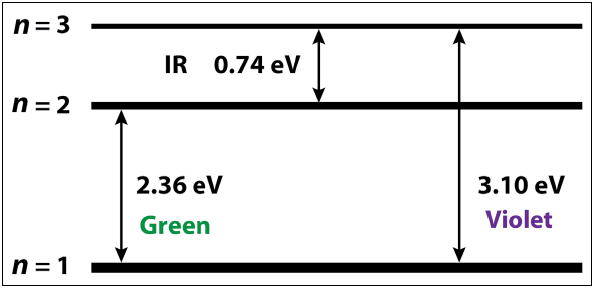 n = 3
IR 0.74 eV
n = 2
2.36 eV
Green
3.10 eV
Violet
n = 1